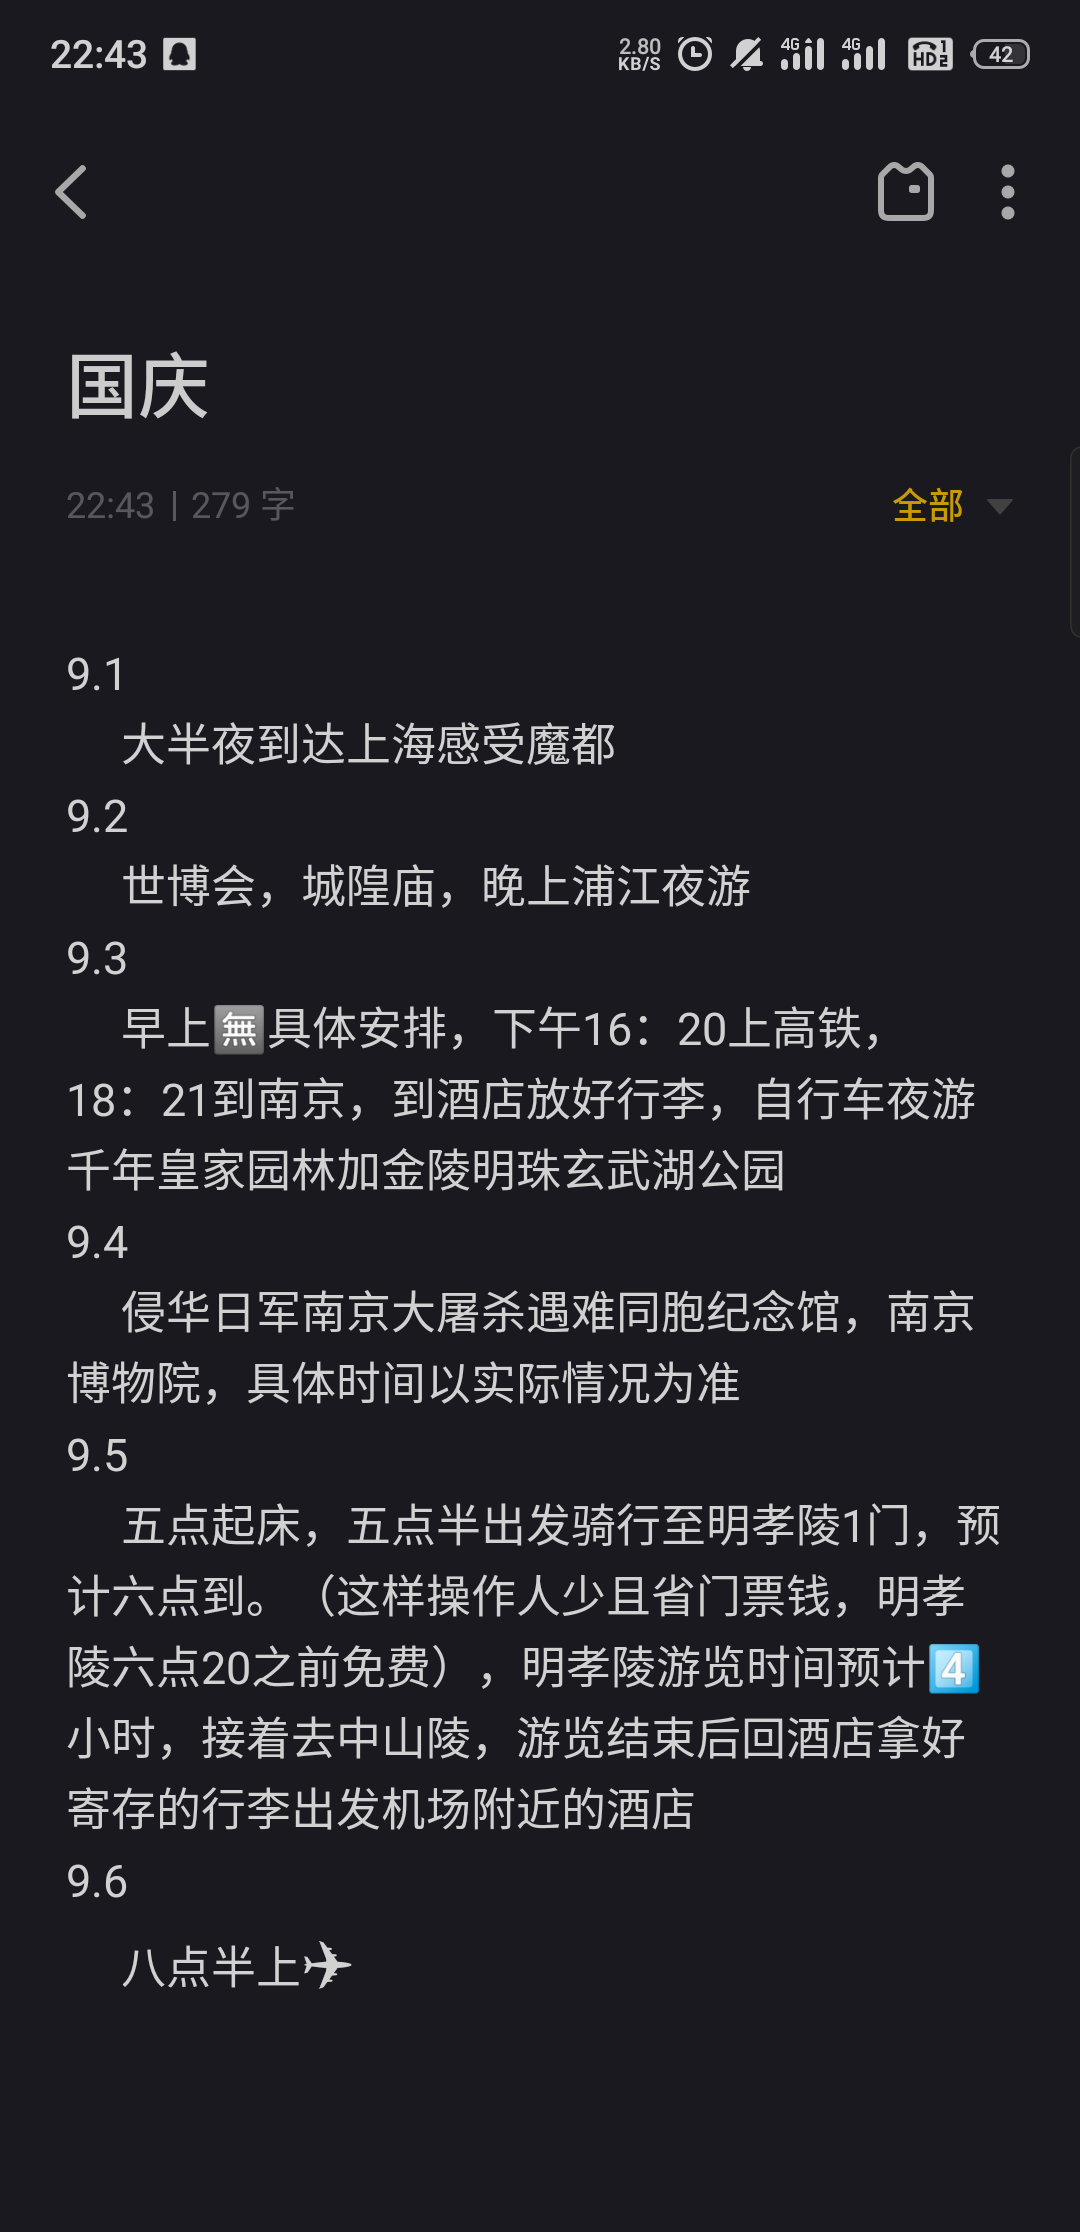 22:43
2.80
KB/S
4G
4G
HD 1 2
42
国庆
22:43 | 279 字
全部
9.1
大半夜到达上海感受魔都
9.2
世博会，城隍庙，晚上浦江夜游
9.3
早上🈚具体安排，下午16：20上高铁，
18：21到南京，到酒店放好行李，自行车夜游
千年皇家园林加金陵明珠玄武湖公园
9.4
侵华日军南京大屠杀遇难同胞纪念馆，南京
博物院，具体时间以实际情况为准
9.5
五点起床，五点半出发骑行至明孝陵1门，预
计六点到。（这样操作人少且省门票钱，明孝
陵六点20之前免费），明孝陵游览时间预计4️⃣
小时，接着去中山陵，游览结束后回酒店拿好
寄存的行李出发机场附近的酒店
9.6
八点半上✈